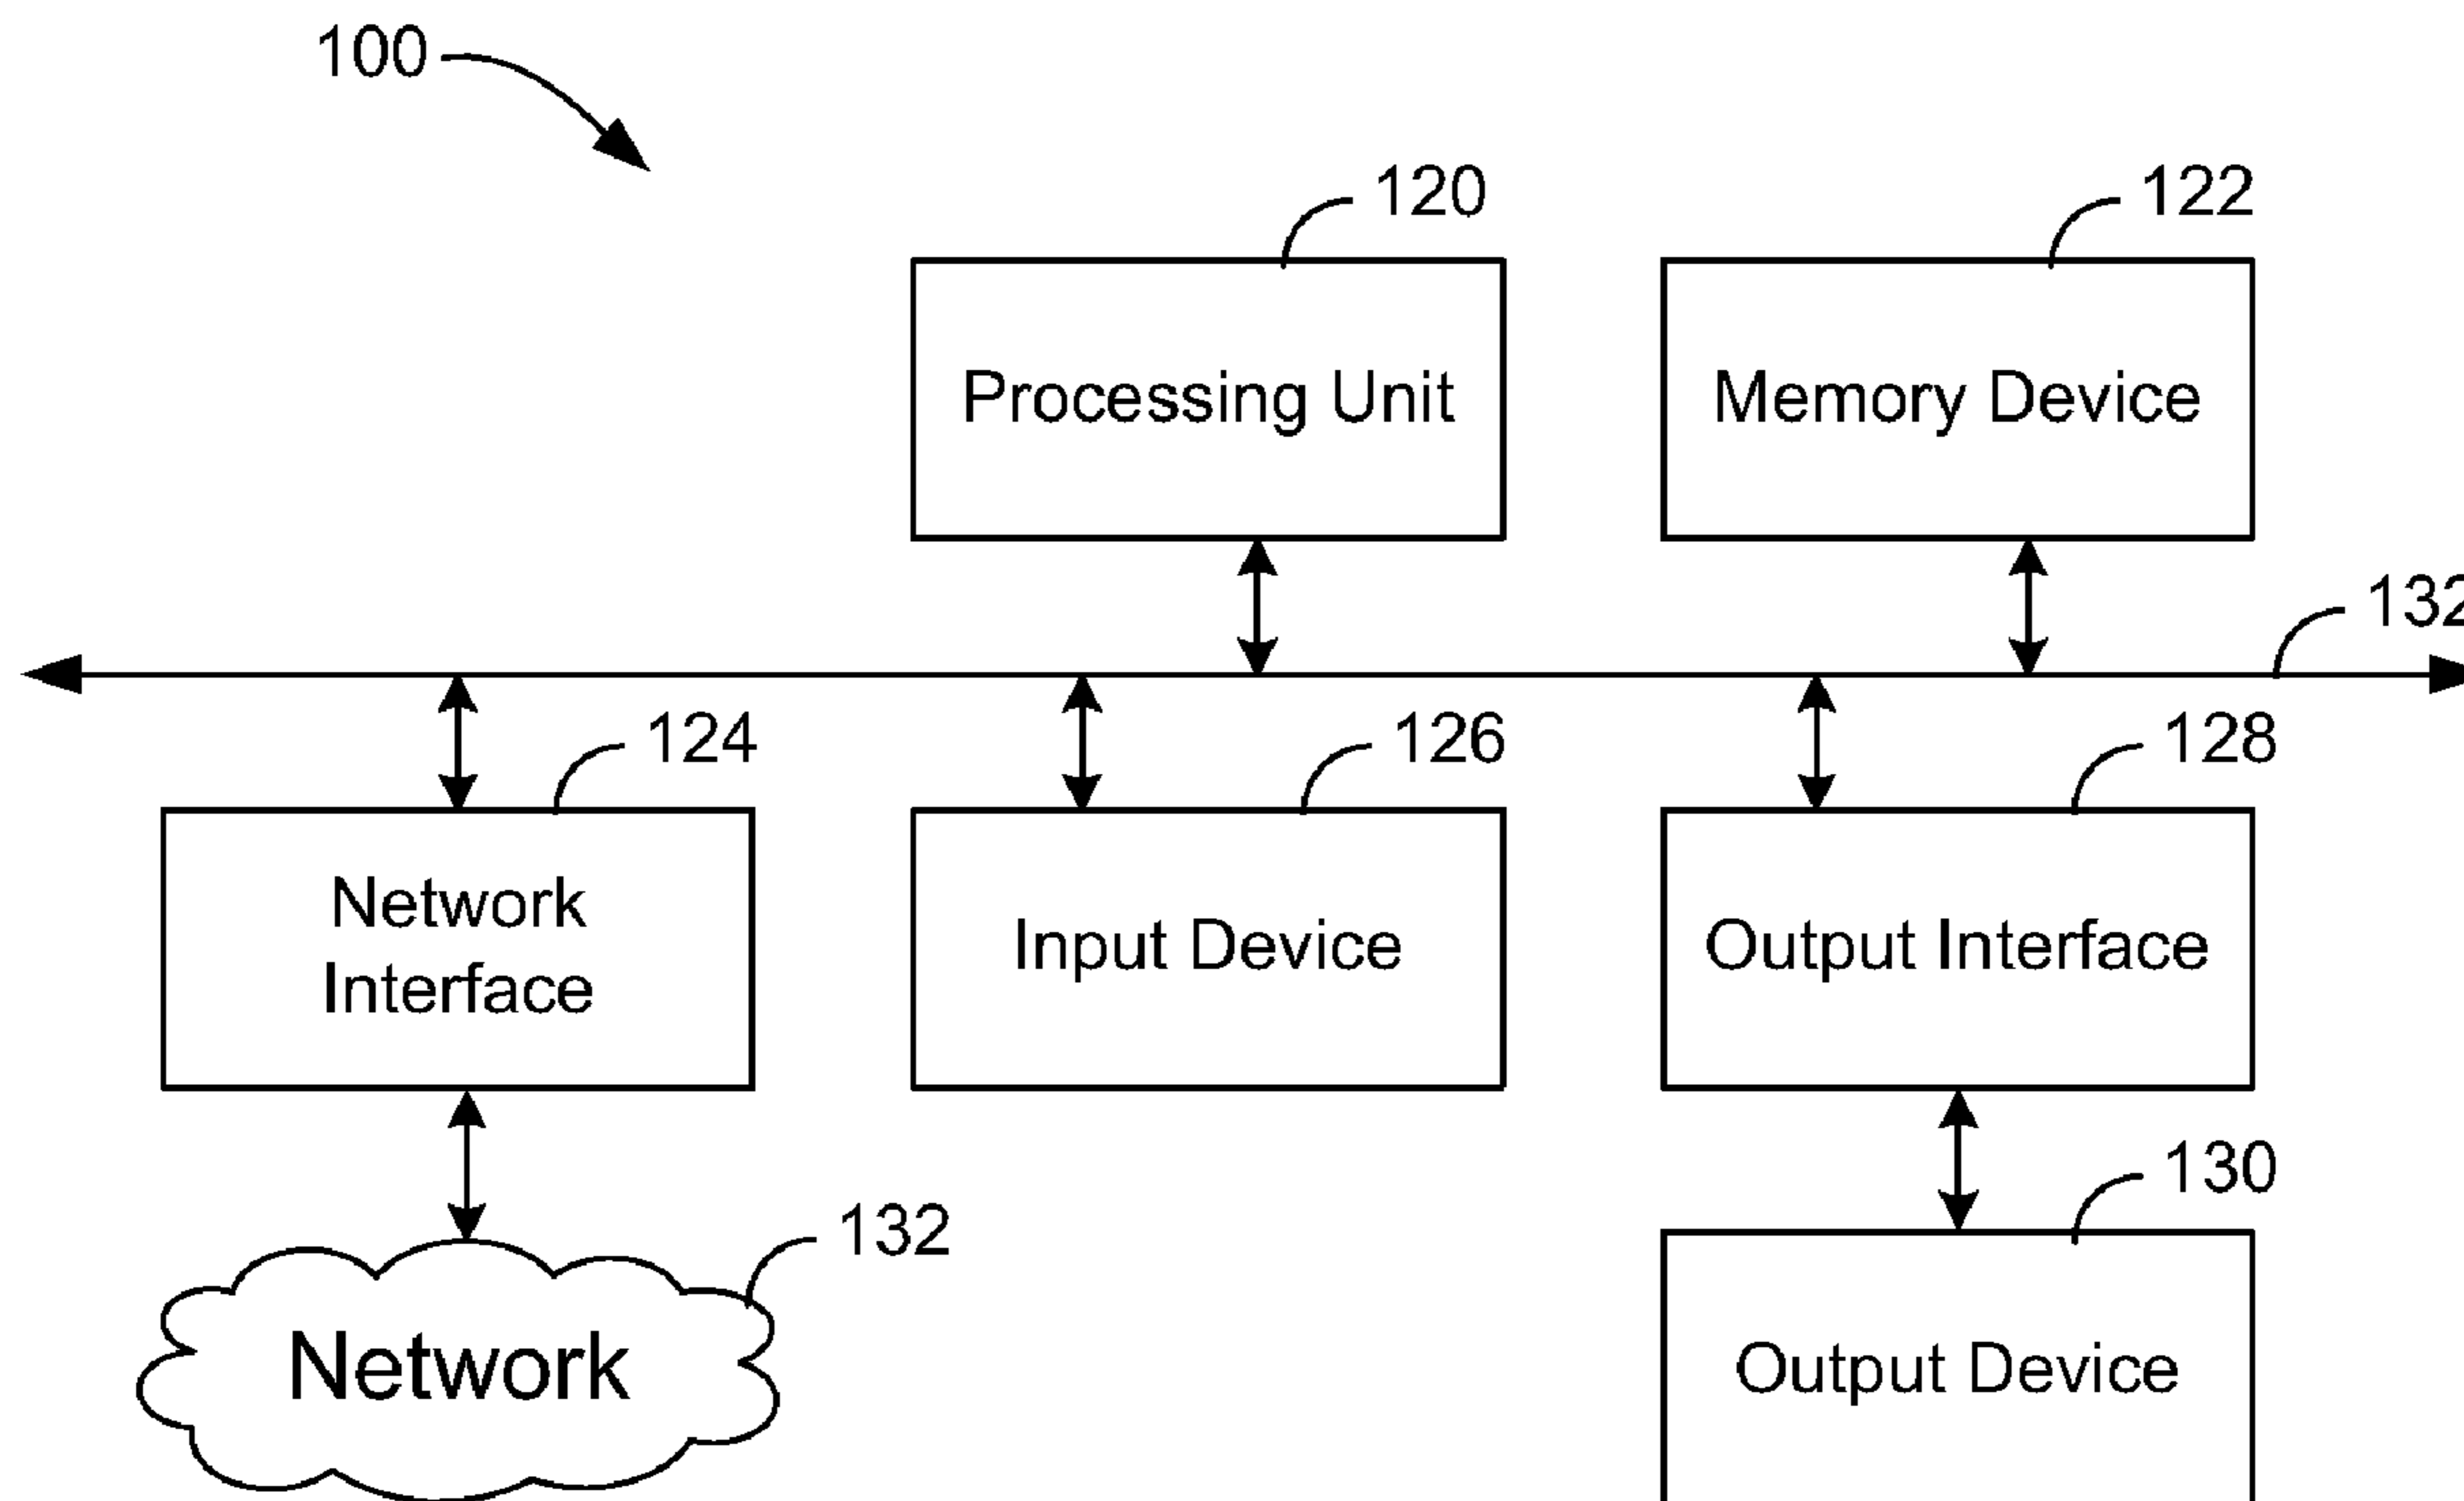 100
120
122
Processing Unit
Memory Device
132
124
126
128
Network
Interface
Input Device
Output Interface
130
132
Network
Output Device